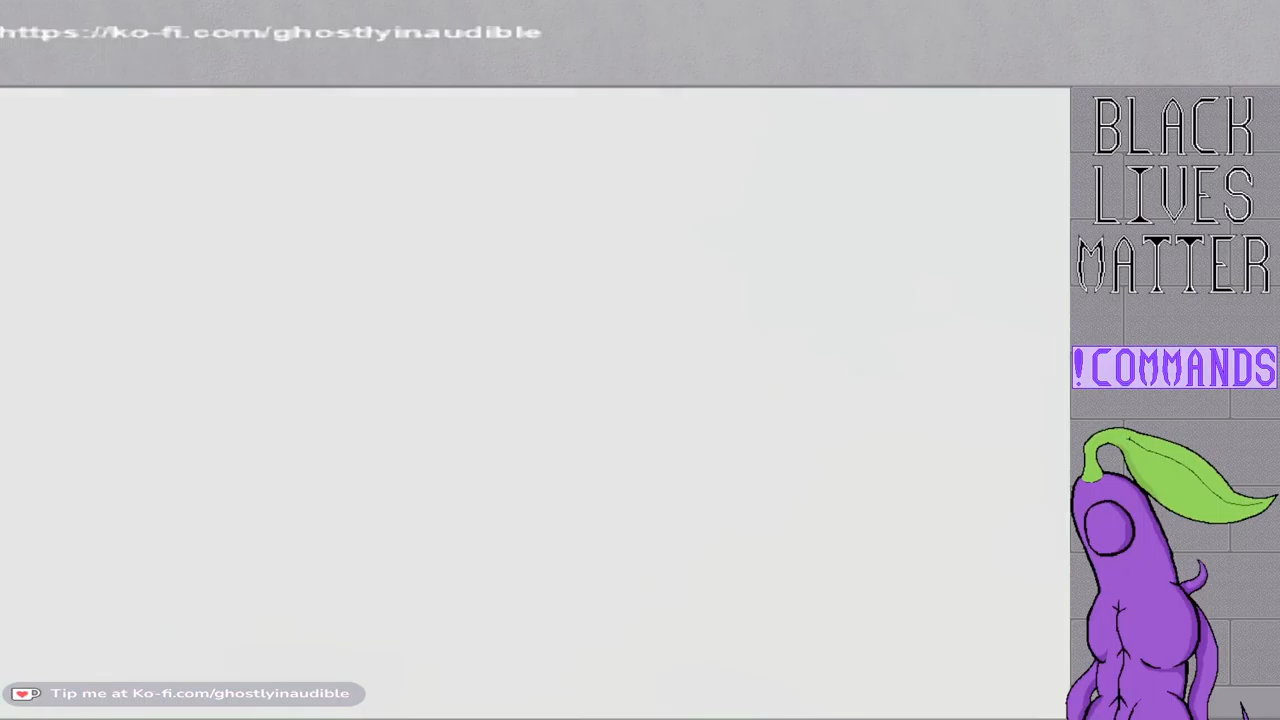 https://ko-fi.com/ghostlyinaudible
BLACK
LIVES
MATTER
!COMMANDS
Tip me at Ko-fi.com/ghostlyinaudible